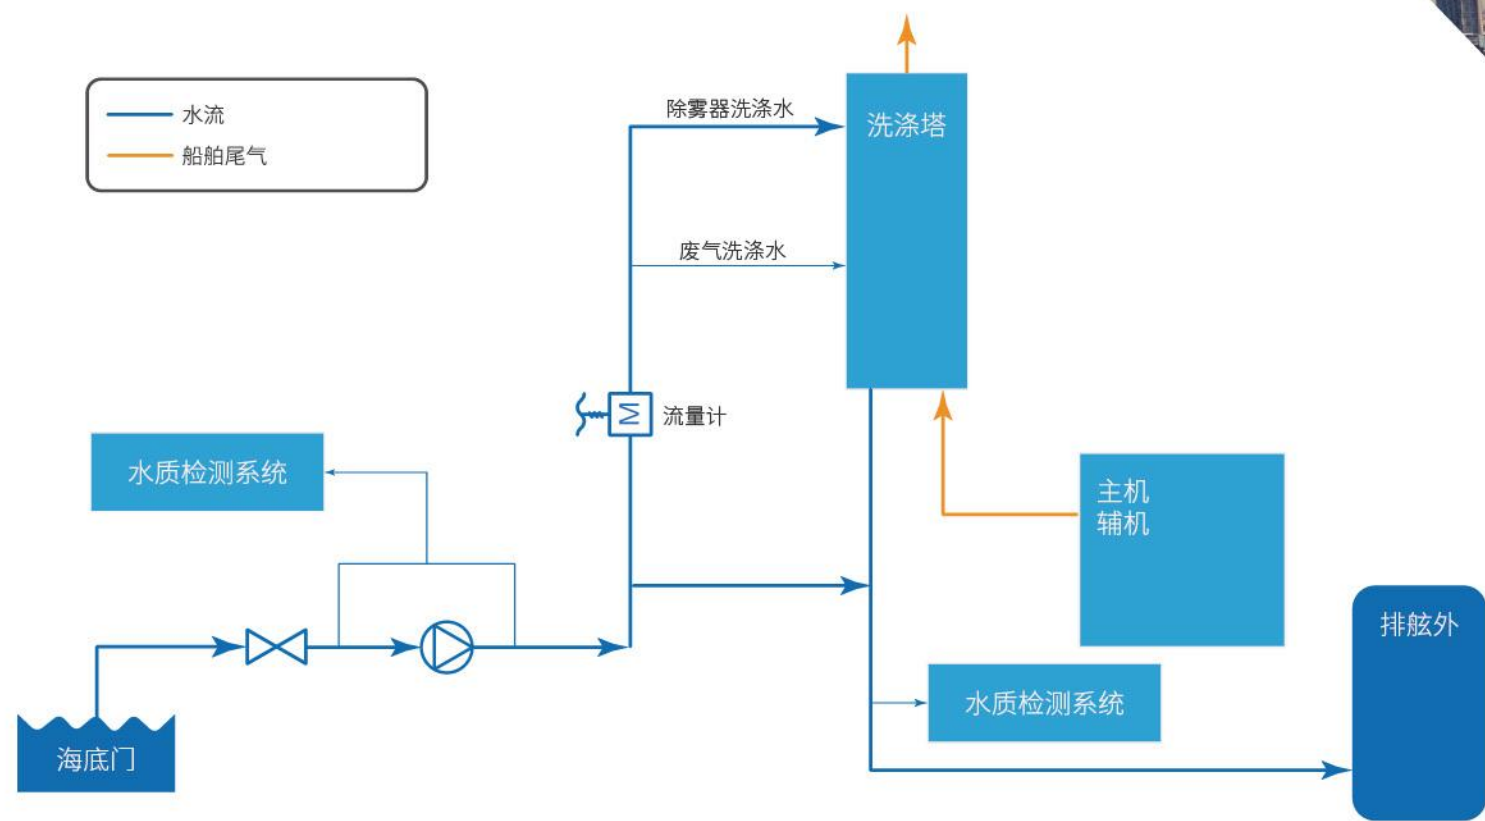 水流
船舶尾气
除雾器洗涤水
洗涤塔
废气洗涤水
M
流量计
水质检测系统
主机
辅机
排舷外
水质检测系统
海底门